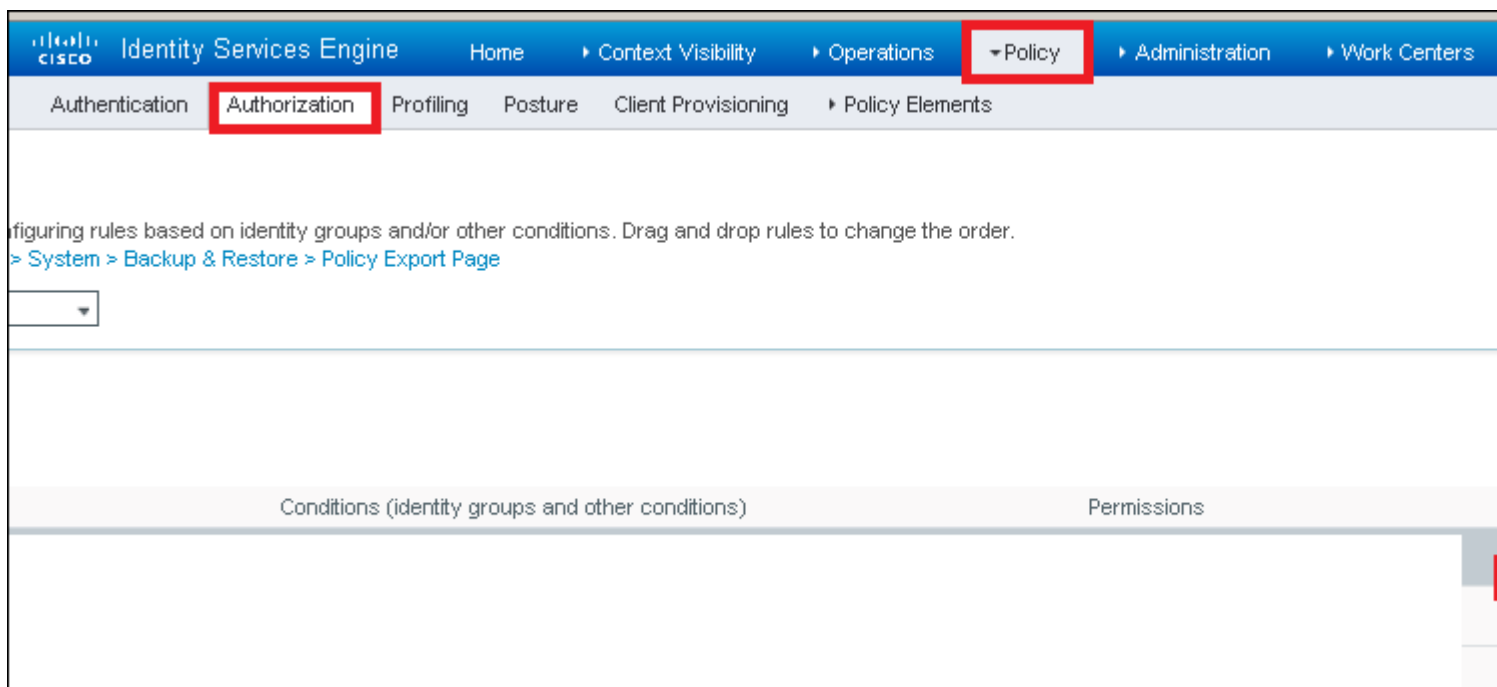 CISCO Identity Services Engine Home Context Visibility Operations Policy Administration Work Centers
Authentication Authorization Profiling Posture Client Provisioning Policy Elements
figuring rules based on identity groups and/or other conditions. Drag and drop rules to change the order.
> System > Backup & Restore > Policy Export Page
Conditions (identity groups and other conditions) Permissions